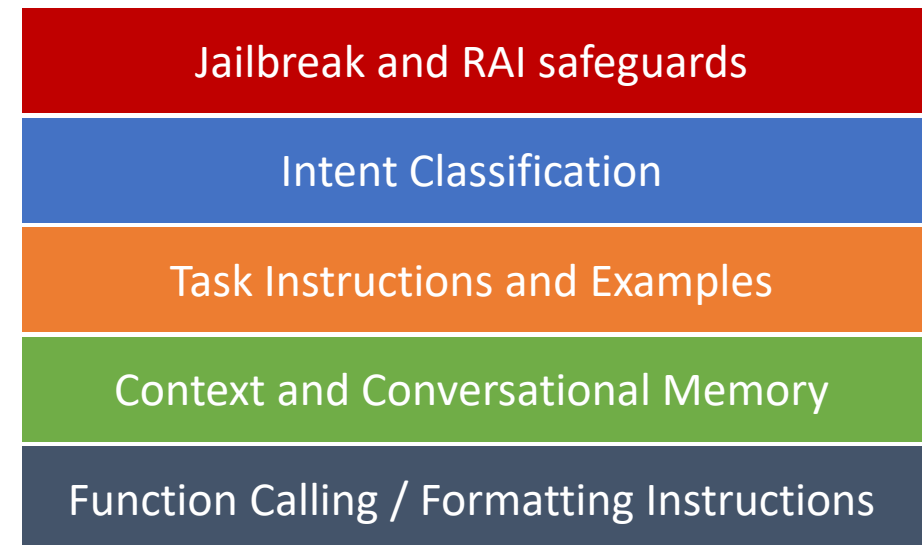 Jailbreak and RAI safeguards
Intent Classification
Task Instructions and Examples
Context and Conversational Memory
Function Calling / Formatting Instructions